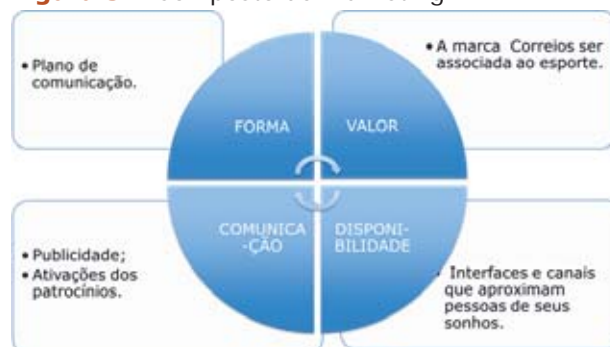 • Plano de
comunicação.
• A marca Correios ser
associada ao esporte.
FORMA
VALOR
COMUNICA
-ÇÃO
DISPONI-
BILIDADE
• Publicidade;
• Ativações dos
patrocínios.
• Interfaces e canais
que aproximam
pessoas de seus
sonhos.